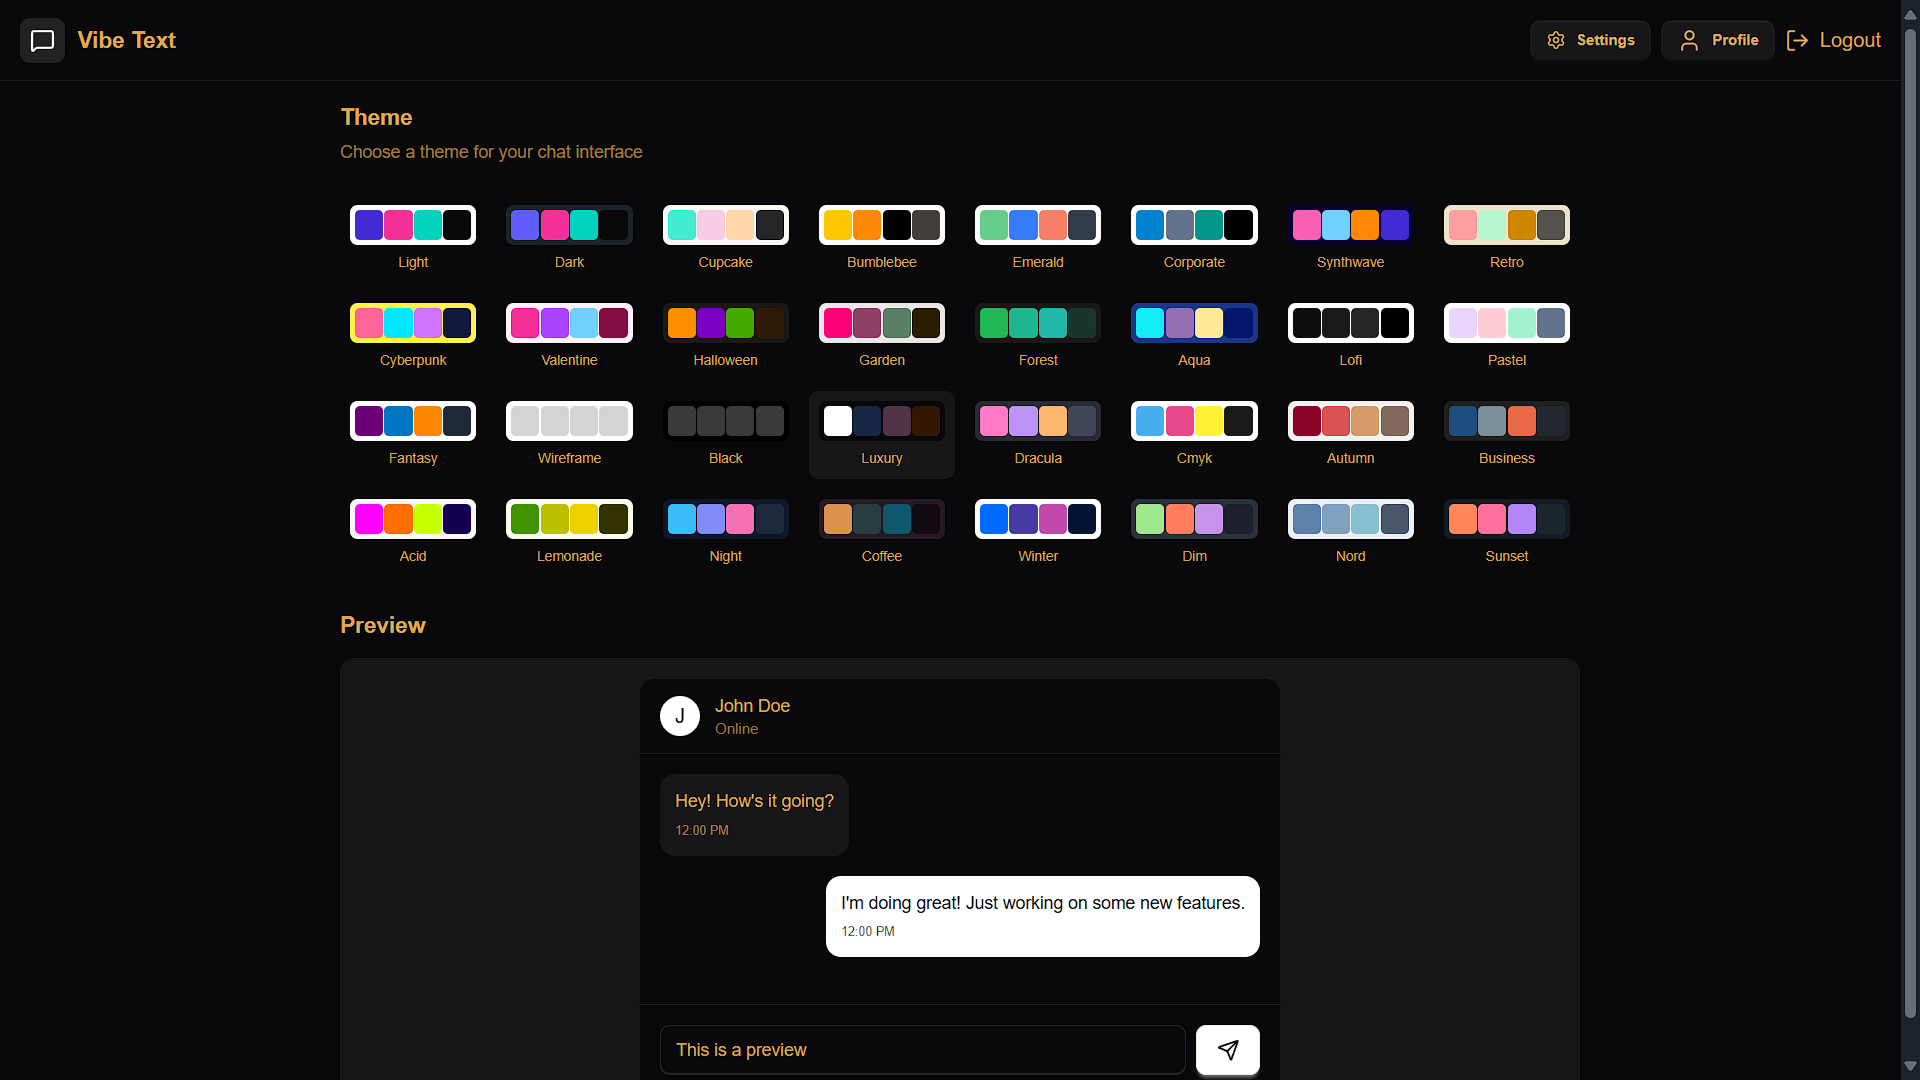 Vibe Text
Settings
Profile
Logout
Theme
Choose a theme for your chat interface
Light
Dark
Cupcake
Bumblebee
Emerald
Corporate
Synthwave
Retro
Cyberpunk
Valentine
Halloween
Garden
Forest
Aqua
Lofi
Pastel
Fantasy
Wireframe
Black
Luxury
Dracula
Cmyk
Autumn
Business
Acid
Lemonade
Night
Coffee
Winter
Dim
Nord
Sunset
Preview
J
John Doe
Online
Hey! How's it going?
12:00 PM
I'm doing great! Just working on some new features.
12:00 PM
This is a preview